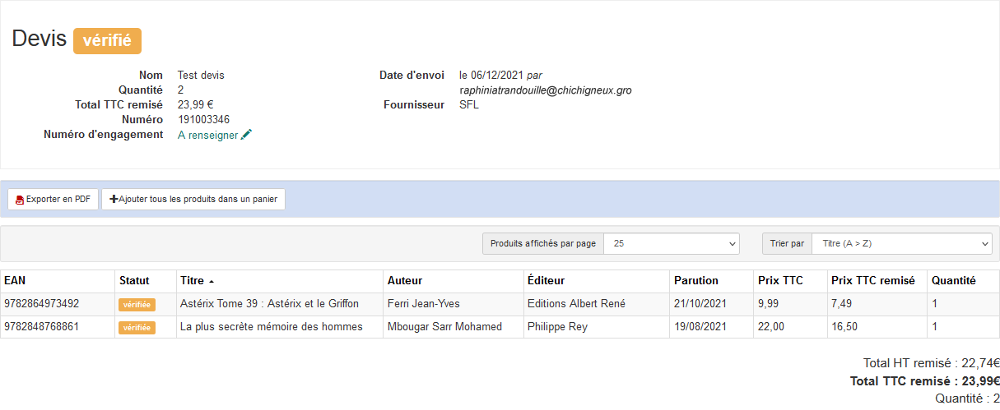 Devis vérifié
Nom Test devis
Quantité 2
Total TTC remisé 23,99 €
Numéro 191003346
Numéro d'engagement A renseigner
Date d'envoi le 06/12/2021 par
raphiniatrandouille@chichigneux.gro
Fournisseur SFL
Exporter en PDF Ajouter tous les produits dans un panier
Produits affichés par page 25 Trier par Titre (A > Z)
EAN Statut Titre Auteur Éditeur Parution Prix TTC Prix TTC remisé Quantité
9782864973492 vérifiée Astérix Tome 39 : Astérix et le Griffon Ferri Jean-Yves Editions Albert René 21/10/2021 9,99 7,49 1
9782848768861 vérifiée La plus secrète mémoire des hommes Mbougar Sarr Mohamed Philippe Rey 19/08/2021 22,00 16,50 1
Total HT remisé : 22,74€
Total TTC remisé : 23,99€
Quantité : 2